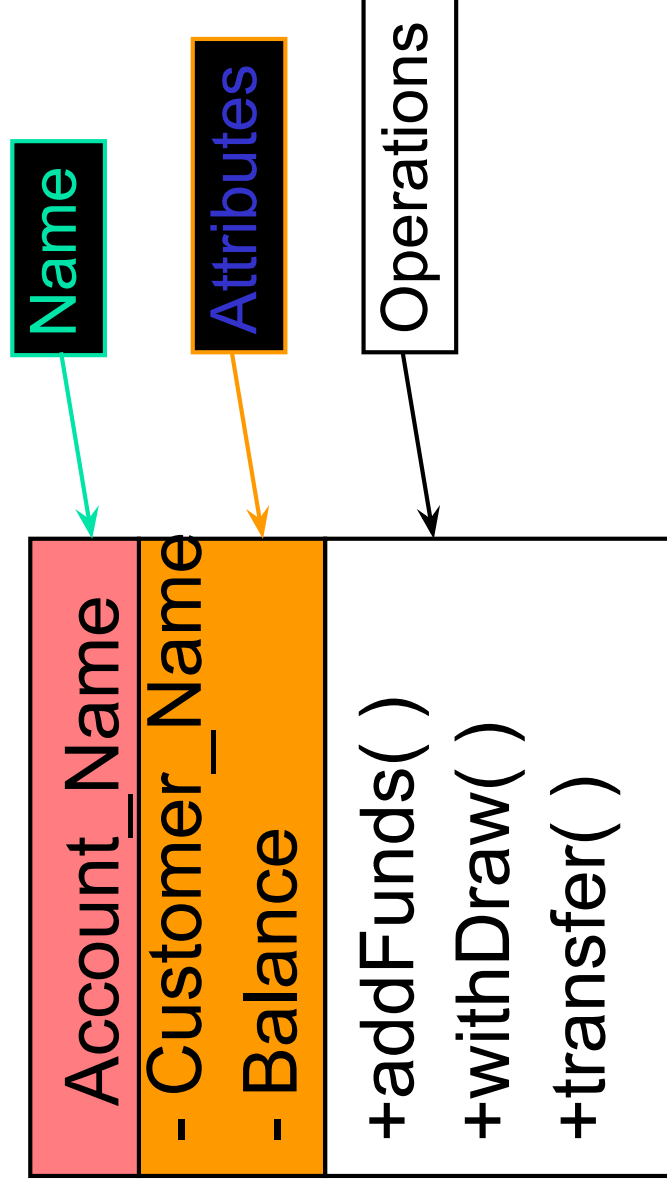 Account_Name
- Customer_Name
- Balance
+addFunds( )
+withDraw( )
+transfer( )
Name
Attributes
Operations